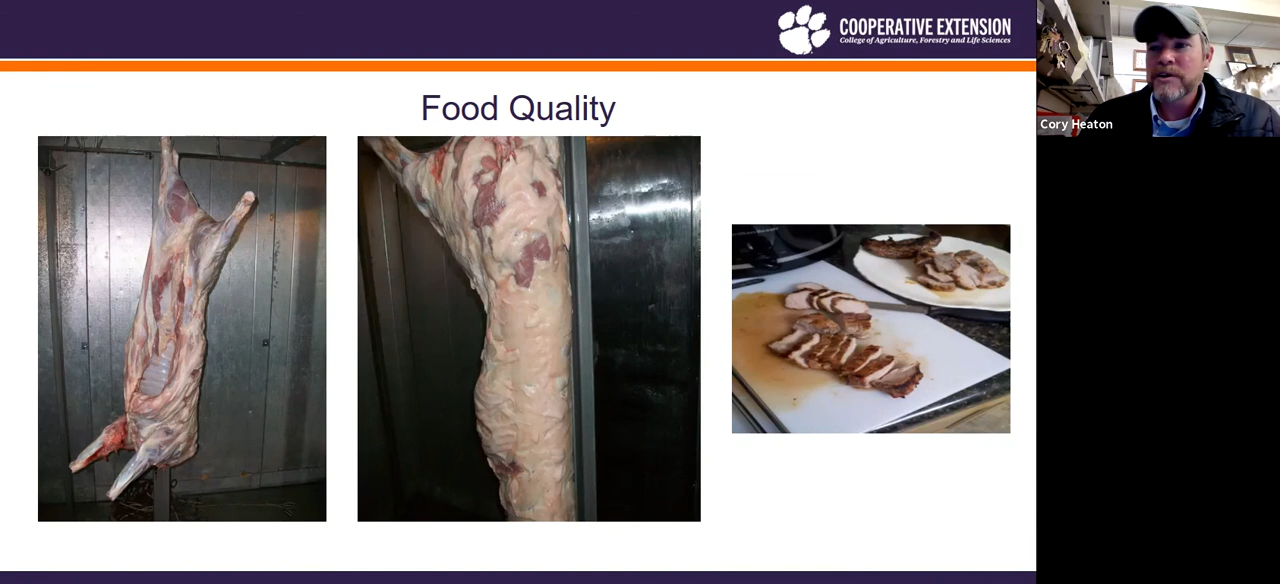 COOPERATIVE EXTENSION
College of Agriculture, Forestry and Life Sciences
Food Quality
Cory Heaton